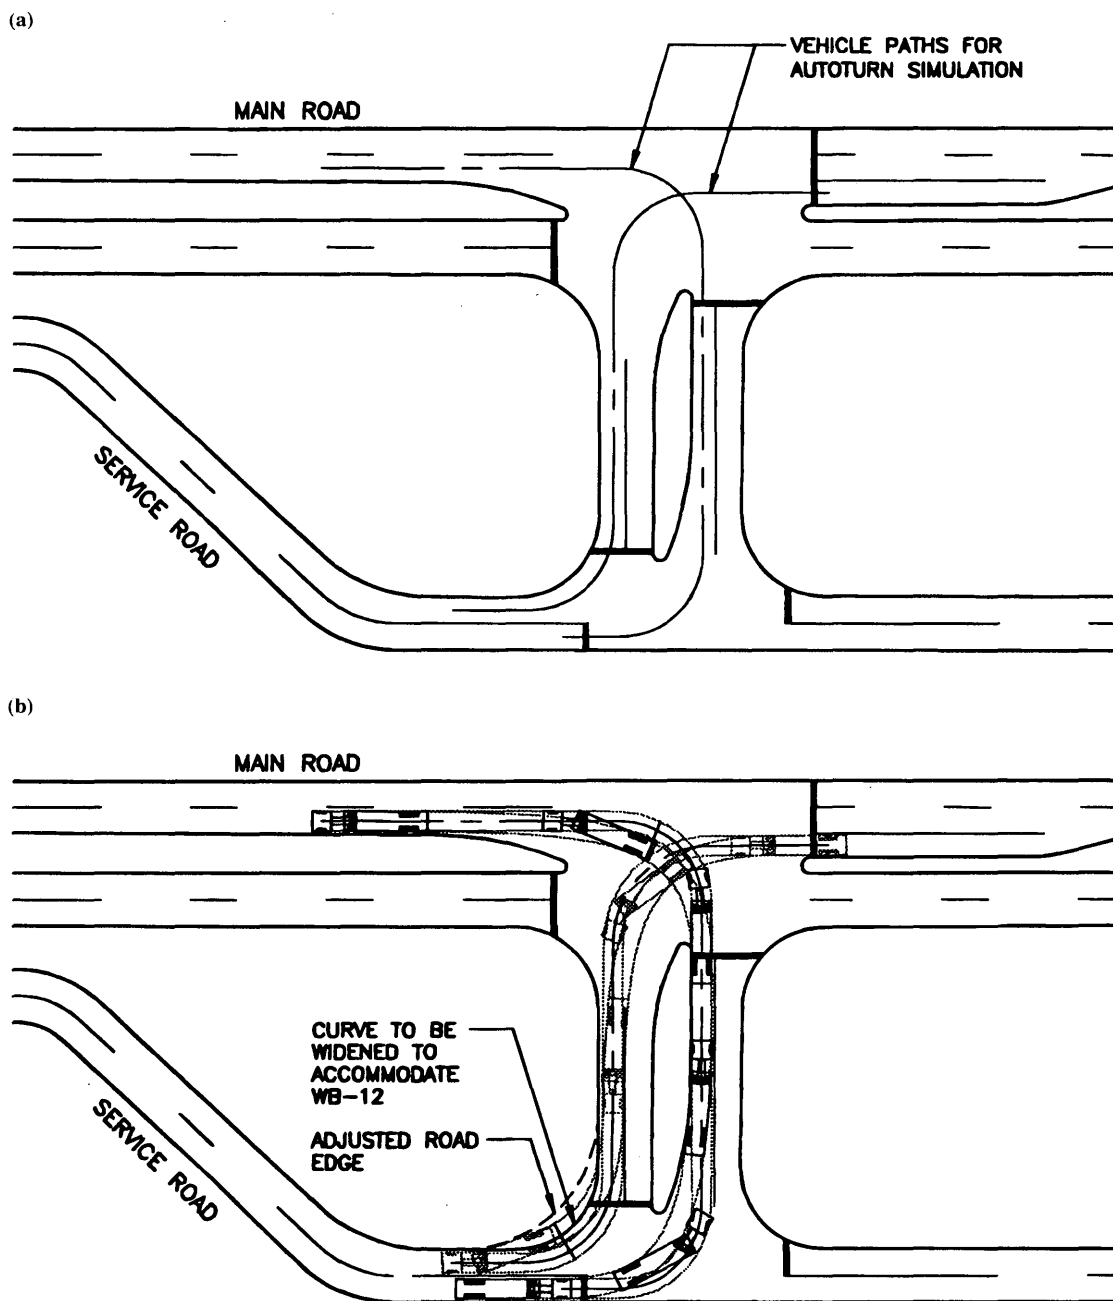 (a)
VEHICLE PATHS FOR
AUTOTURN SIMULATION
MAIN ROAD
SERVICE ROAD
(b)
MAIN ROAD
CURVE TO BE
WIDENED TO
ACCOMMODATE
WB-12
ADJUSTED ROAD
EDGE
SERVICE ROAD